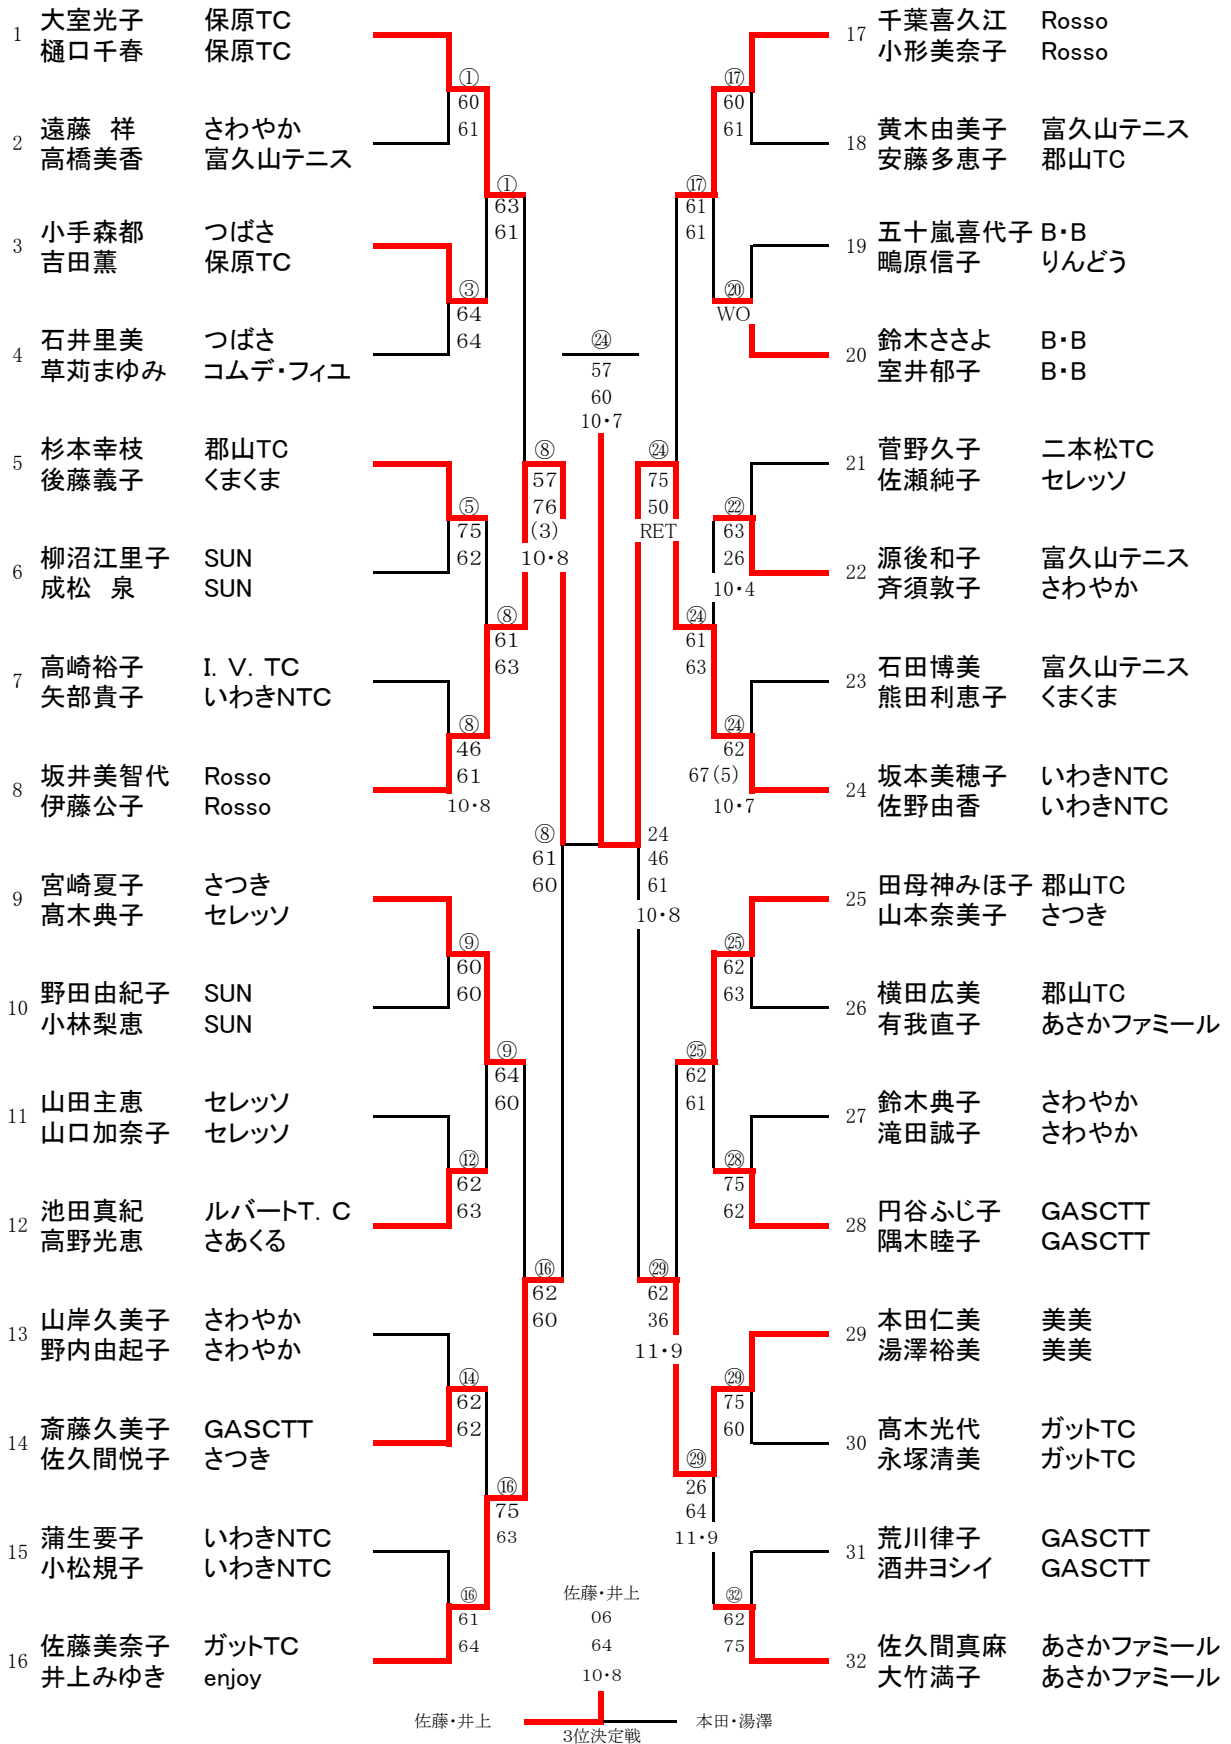 1 大室光子 保原TC
樋口千春 保原TC
①
60
61
2 遠藤 祥 さわやか
高橋美香 富久山テニス
①
63
61
3 小手森都 つばさ
吉田薫 保原TC
③
64
64
4 石井里美 つばさ
草苅まゆみ コムデ・フィユ
5 杉本幸枝 郡山TC
後藤義子 くまくま
⑧
57
76
(3)
10・8
⑤
75
62
6 柳沼江里子 SUN
成松 泉 SUN
⑧
61
63
7 高崎裕子 I.V.TC
矢部貴子 いわきNTC
⑧
46
61
10・8
8 坂井美智代 Rosso
伊藤公子 Rosso
⑧
61
60
9 宮崎夏子 さつき
髙木典子 セレッソ
⑨
60
60
10 野田由紀子 SUN
小林梨恵 SUN
⑨
64
60
11 山田主恵 セレッソ
山口加奈子 セレッソ
⑫
62
63
12 池田真紀 ルバートT.C
高野光恵 さあくる
⑯
62
60
13 山岸久美子 さわやか
野内由起子 さわやか
⑭
62
62
14 斎藤久美子 GASCTT
佐久間悦子 さつき
⑯
75
63
15 蒲生要子 いわきNTC
小松規子 いわきNTC
⑯
61
64
16 佐藤美奈子 ガットTC
井上みゆき enjoy
㉔
57
60
10・7
17 千葉喜久江 Rosso
小形美奈子 Rosso
⑰
60
61
18 黄木由美子 富久山テニス
安藤多恵子 郡山TC
⑰
61
61
19 五十嵐喜代子 B・B
鴫原信子 りんどう
⑳
WO
20 鈴木ささよ B・B
室井郁子 B・B
㉔
75
50
RET
21 菅野久子 二本松TC
佐瀬純子 セレッソ
㉒
63
26
10・4
22 源後和子 富久山テニス
斉須敦子 さわやか
㉔
61
63
23 石田博美 富久山テニス
熊田利恵子 くまくま
㉔
62
67(5)
10・7
24 坂本美穂子 いわきNTC
佐野由香 いわきNTC
24
46
61
10・8
25 田母神みほ子 郡山TC
山本奈美子 さつき
㉕
62
63
26 横田広美 郡山TC
有我直子 あさかファミール
㉕
62
61
27 鈴木典子 さわやか
滝田誠子 さわやか
㉘
75
62
28 円谷ふじ子 GASCTT
隅木睦子 GASCTT
㉙
62
36
11・9
29 本田仁美 美美
湯澤裕美 美美
㉙
75
60
30 髙木光代 ガットTC
永塚清美 ガットTC
㉙
26
64
11・9
31 荒川律子 GASCTT
酒井ヨシイ GASCTT
㉜
62
75
32 佐久間真麻 あさかファミール
大竹満子 あさかファミール
佐藤・井上
06
64
10・8
佐藤・井上 本田・湯澤
3位決定戦